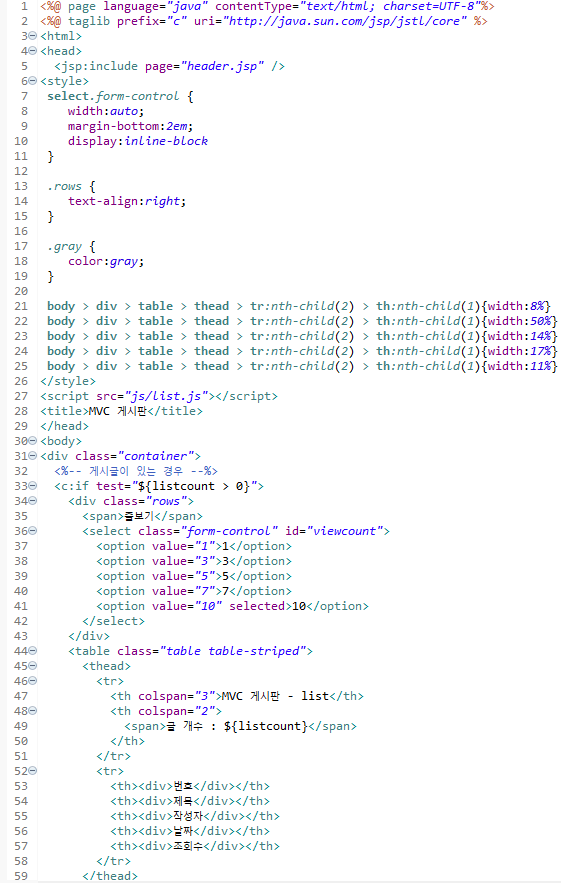 1 <%@ page language="java" contentType="text/html; charset=UTF-8"%>
2 <%@ taglib prefix="c" uri="http://java.sun.com/jsp/jstl/core" %>
3 <html>
4 <head>
5   <jsp:include page="header.jsp" />
6 <style>
7  select.form-control {
8     width:auto;
9     margin-bottom:2em;
10     display:inline-block
11  }
12
13  .rows {
14     text-align:right;
15  }
16
17  .gray {
18     color:gray;
19  }
20
21  body > div > table > thead > tr:nth-child(2) > th:nth-child(1){width:8%}
22  body > div > table > thead > tr:nth-child(2) > th:nth-child(1){width:50%}
23  body > div > table > thead > tr:nth-child(2) > th:nth-child(1){width:14%}
24  body > div > table > thead > tr:nth-child(2) > th:nth-child(1){width:17%}
25  body > div > table > thead > tr:nth-child(2) > th:nth-child(1){width:11%}
26 </style>
27 <script src="js/list.js"></script>
28 <title>MVC 게시판</title>
29 </head>
30 <body>
31 <div class="container">
32   <%-- 게시글이 있는 경우 --%>
33   <c:if test="${listcount > 0}">
34     <div class="rows">
35       <span>줄보기</span>
36       <select class="form-control" id="viewcount">
37         <option value="1">1</option>
38         <option value="3">3</option>
39         <option value="5">5</option>
40         <option value="7">7</option>
41         <option value="10" selected>10</option>
42       </select>
43     </div>
44     <table class="table table-striped">
45       <thead>
46         <tr>
47           <th colspan="3">MVC 게시판 - list</th>
48           <th colspan="2">
49             <span>글 개수 : ${listcount}</span>
50           </th>
51         </tr>
52         <tr>
53           <th><div>번호</div></th>
54           <th><div>제목</div></th>
55           <th><div>작성자</div></th>
56           <th><div>날짜</div></th>
57           <th><div>조회수</div></th>
58         </tr>
59       </thead>